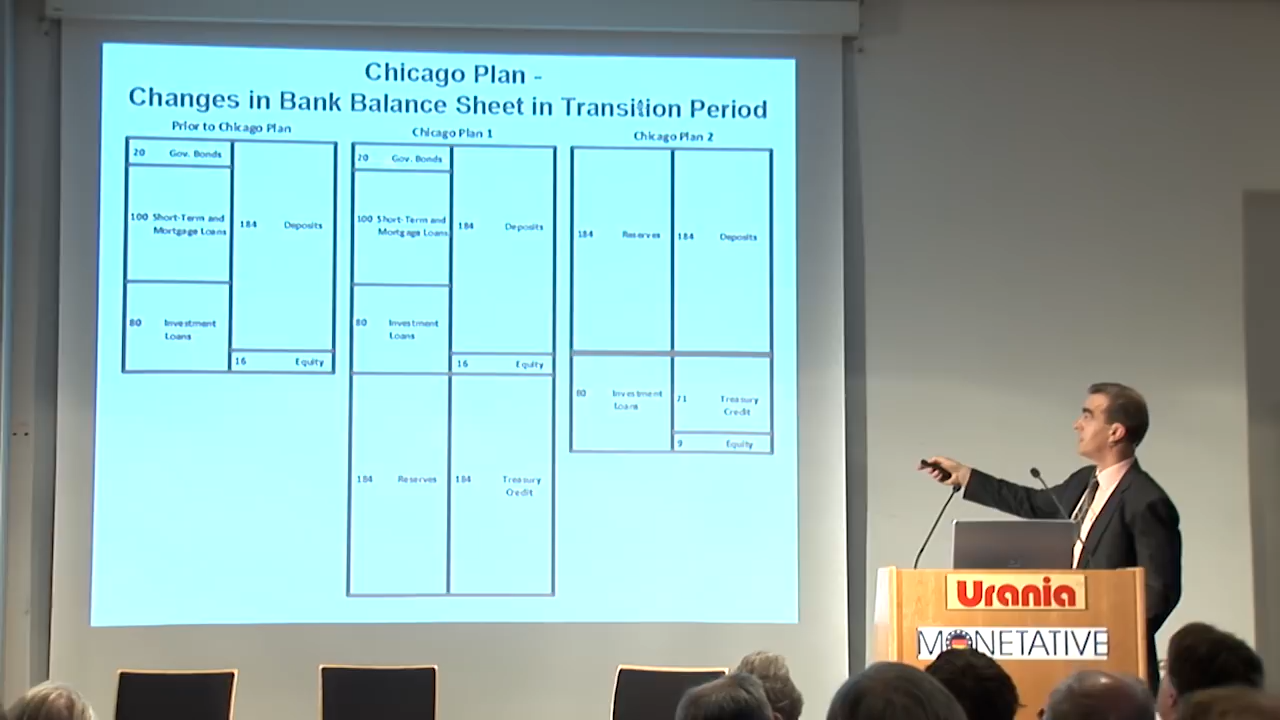 Chicago Plan -
Changes in Bank Balance Sheet in Transition Period
Prior to Chicago Plan
20 Gov. Bonds
100 Short-Term and
Mortgage Loans
184 Deposits
80 Investment
Loans
16 Equity
Chicago Plan 1
20 Gov. Bonds
100 Short-Term and
Mortgage Loans
184 Deposits
80 Investment
Loans
16 Equity
184 Reserves
184 Treasury
Credit
Chicago Plan 2
184 Reserves
184 Deposits
80 Investment
Loans
71 Treasury
Credit
9 Equity
Urania
MONETATIVE